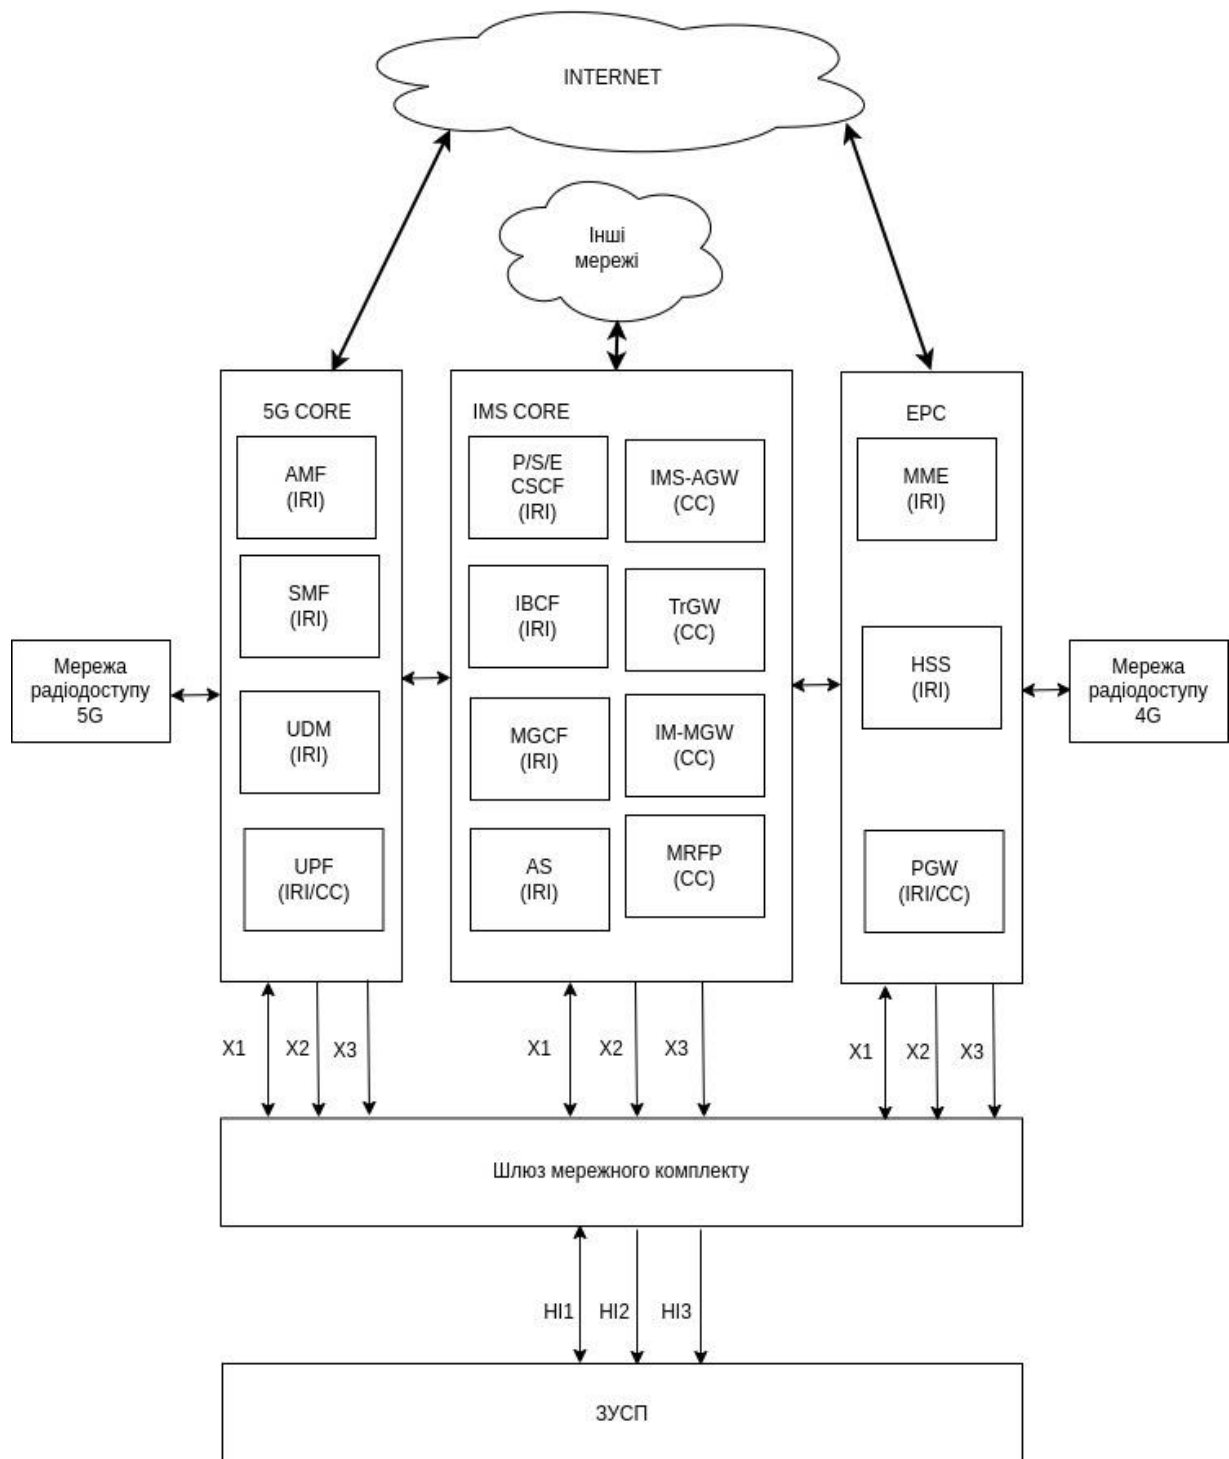 INTERNET
Інші
мережі
5G CORE
AMF
(IRI)
SMF
(IRI)
UDM
(IRI)
UPF
(IRI/CC)
IMS CORE
P/S/E
CSCF
(IRI)
IMS-AGW
(CC)
IBCF
(IRI)
TrGW
(CC)
MGCF
(IRI)
IM-MGW
(CC)
AS
(IRI)
MRFP
(CC)
EPC
MME
(IRI)
HSS
(IRI)
PGW
(IRI/CC)
Мережа
радіодоступу
5G
Мережа
радіодоступу
4G
X1
X2
X3
X1
X2
X3
X1
X2
X3
Шлюз мережного комплекту
HI1
HI2
HI3
ЗУСП